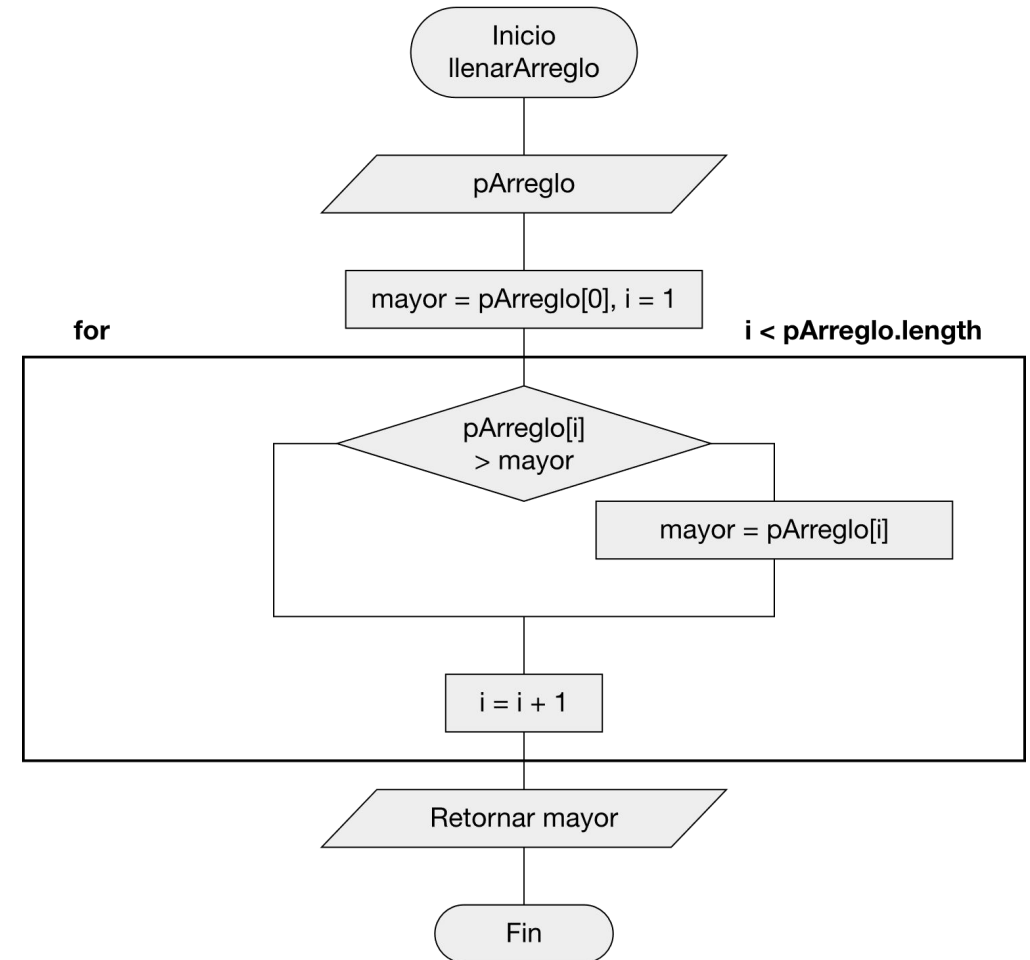 Inicio
llenarArreglo
pArreglo
mayor = pArreglo[0], i = 1
for
i < pArreglo.length
pArreglo[i]
> mayor
mayor = pArreglo[i]
i = i + 1
Retornar mayor
Fin